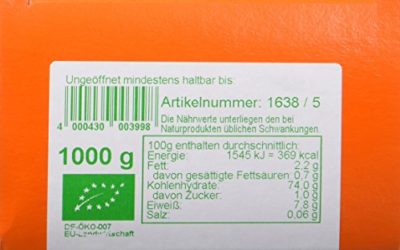 Ungeöffnet mindestens haltbar bis:
Artikelnummer: 1638 / 5
4 000430 003998
Die Nährwerte unterliegen den bei
Naturprodukten üblichen Schwankungen.
1000 g
100g enthalten durchschnittlich:
Energie: 1545 kJ = 369 kcal
Fett: 2,2 g
davon gesättigte Fettsäuren: 0,7 g
Kohlenhydrate: 74,0 g
davon Zucker: 1,0 g
Eiweiß: 7,8 g
Salz: 0,06 g
DE-ÖKO-007
EU-Landwirtschaft